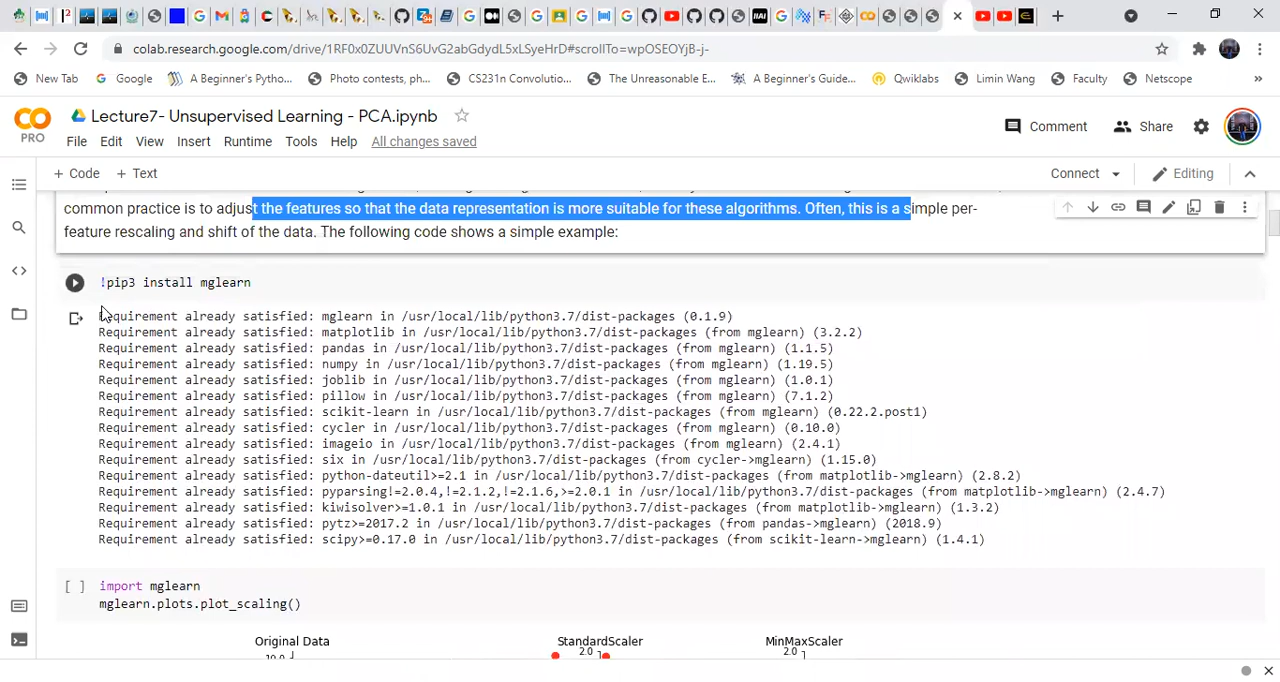 colab.research.google.com/drive/1RF0x0ZUUVnS6UvG2abGdydL5xLSyeHrD#scrollTo=wpOSEOYjB-j-
New Tab Google A Beginner's Pytho... Photo contests, ph... CS231n Convolutio... The Unreasonable E... A Beginner's Guide... Qwiklabs Limin Wang Faculty Netscope »
CO PRO Lecture7- Unsupervised Learning - PCA.ipynb Comment Share
File Edit View Insert Runtime Tools Help All changes saved
+ Code + Text Connect Editing
common practice is to adjust the features so that the data representation is more suitable for these algorithms. Often, this is a simple per-
feature rescaling and shift of the data. The following code shows a simple example:
!pip3 install mglearn
Requirement already satisfied: mglearn in /usr/local/lib/python3.7/dist-packages (0.1.9)
Requirement already satisfied: matplotlib in /usr/local/lib/python3.7/dist-packages (from mglearn) (3.2.2)
Requirement already satisfied: pandas in /usr/local/lib/python3.7/dist-packages (from mglearn) (1.1.5)
Requirement already satisfied: numpy in /usr/local/lib/python3.7/dist-packages (from mglearn) (1.19.5)
Requirement already satisfied: joblib in /usr/local/lib/python3.7/dist-packages (from mglearn) (1.0.1)
Requirement already satisfied: pillow in /usr/local/lib/python3.7/dist-packages (from mglearn) (7.1.2)
Requirement already satisfied: scikit-learn in /usr/local/lib/python3.7/dist-packages (from mglearn) (0.22.2.post1)
Requirement already satisfied: cycler in /usr/local/lib/python3.7/dist-packages (from mglearn) (0.10.0)
Requirement already satisfied: imageio in /usr/local/lib/python3.7/dist-packages (from mglearn) (2.4.1)
Requirement already satisfied: six in /usr/local/lib/python3.7/dist-packages (from cycler->mglearn) (1.15.0)
Requirement already satisfied: python-dateutil>=2.1 in /usr/local/lib/python3.7/dist-packages (from matplotlib->mglearn) (2.8.2)
Requirement already satisfied: pyparsing!=2.0.4,!=2.1.2,!=2.1.6,>=2.0.1 in /usr/local/lib/python3.7/dist-packages (from matplotlib->mglearn) (2.4.7)
Requirement already satisfied: kiwisolver>=1.0.1 in /usr/local/lib/python3.7/dist-packages (from matplotlib->mglearn) (1.3.2)
Requirement already satisfied: pytz>=2017.2 in /usr/local/lib/python3.7/dist-packages (from pandas->mglearn) (2018.9)
Requirement already satisfied: scipy>=0.17.0 in /usr/local/lib/python3.7/dist-packages (from scikit-learn->mglearn) (1.4.1)
[ ] import mglearn
mglearn.plots.plot_scaling()
Original Data StandardScaler MinMaxScaler
2.0 2.0